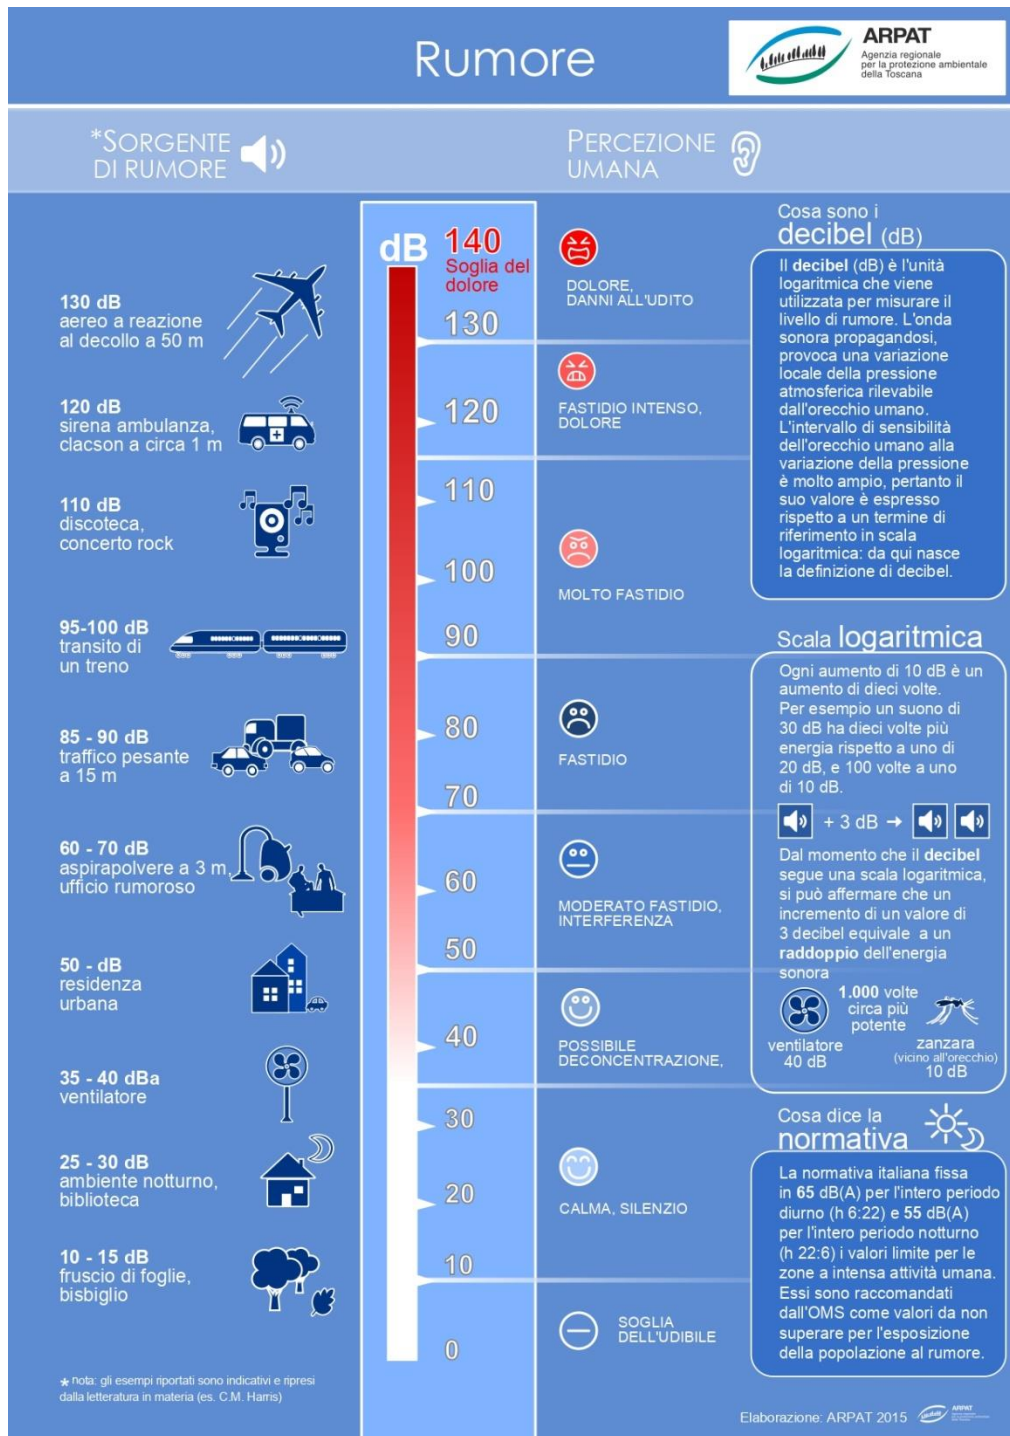 Rumore
ARPAT
Agenzia regionale
per la protezione ambientale
della Toscana
*SORGENTE
DI RUMORE
PERCEZIONE
UMANA
130 dB
aereo a reazione
al decollo a 50 m
120 dB
sirena ambulanza,
clacson a circa 1 m
110 dB
discoteca,
concerto rock
95-100 dB
transito di
un treno
85 - 90 dB
traffico pesante
a 15 m
60 - 70 dB
aspirapolvere a 3 m,
ufficio rumoroso
50 - dB
residenza
urbana
35 - 40 dBa
ventilatore
25 - 30 dB
ambiente notturno,
biblioteca
10 - 15 dB
fruscio di foglie,
bisbiglio
* nota: gli esempi riportati sono indicativi e ripresi
dalla letteratura in materia (es. C.M. Harris)
dB
140
Soglia del
dolore
130
120
110
100
90
80
70
60
50
40
30
20
10
0
DOLORE,
DANNI ALL'UDITO
FASTIDIO INTENSO,
DOLORE
MOLTO FASTIDIO
FASTIDIO
MODERATO FASTIDIO,
INTERFERENZA
POSSIBILE
DECONCENTRAZIONE,
CALMA, SILENZIO
SOGLIA
DELL'UDIBILE
Cosa sono i
decibel (dB)
Il decibel (dB) è l'unità
logaritmica che viene
utilizzata per misurare il
livello di rumore. L'onda
sonora propagandosi,
provoca una variazione
locale della pressione
atmosferica rilevabile
dall'orecchio umano.
L'intervallo di sensibilità
dell'orecchio umano alla
variazione della pressione
è molto ampio, pertanto il
suo valore è espresso
rispetto a un termine di
riferimento in scala
logaritmica: da qui nasce
la definizione di decibel.
Scala logaritmica
Ogni aumento di 10 dB è un
aumento di dieci volte.
Per esempio un suono di
30 dB ha dieci volte più
energia rispetto a uno di
20 dB, e 100 volte a uno
di 10 dB.
+ 3 dB →
Dal momento che il decibel
segue una scala logaritmica,
si può affermare che un
incremento di un valore di
3 decibel equivale a un
raddoppio dell'energia
sonora
1.000 volte
circa più
potente
ventilatore
40 dB
zanzara
(vicino all'orecchio)
10 dB
Cosa dice la
normativa
La normativa italiana fissa
in 65 dB(A) per l'intero periodo
diurno (h 6:22) e 55 dB(A)
per l'intero periodo notturno
(h 22:6) i valori limite per le
zone a intensa attività umana.
Essi sono raccomandati
dall'OMS come valori da non
superare per l'esposizione
della popolazione al rumore.
Elaborazione: ARPAT 2015
ARPAT